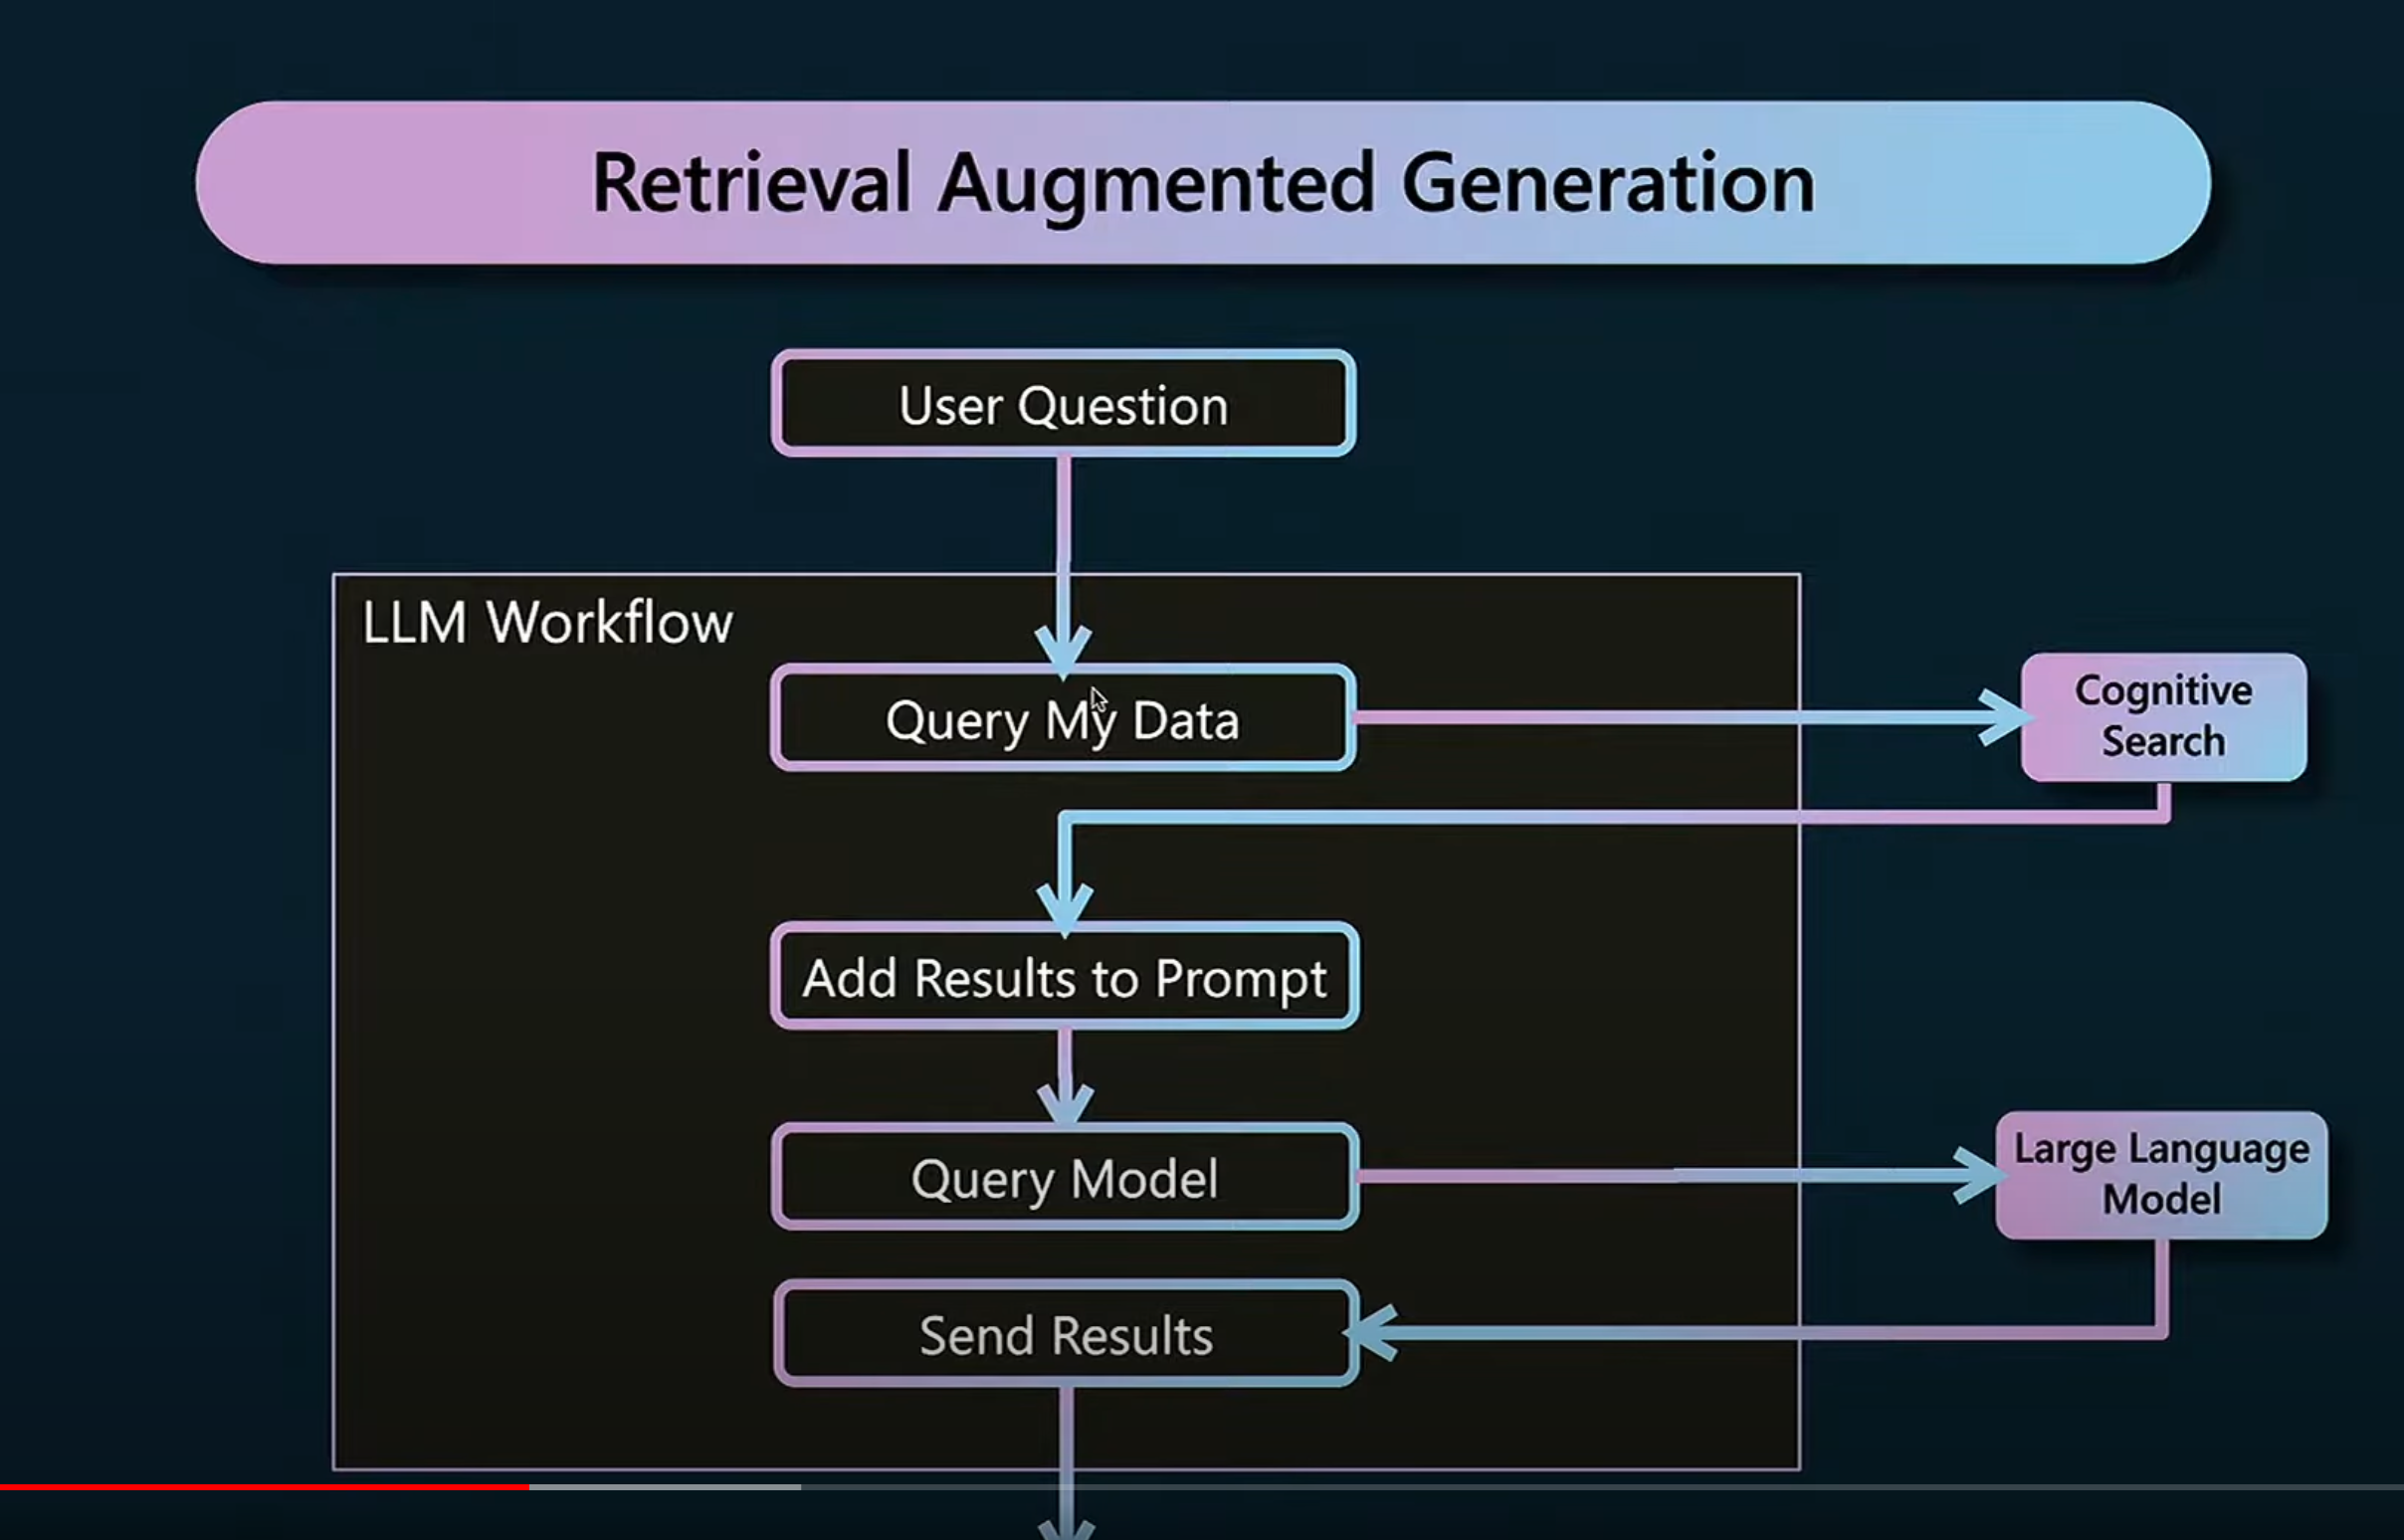 Retrieval Augmented Generation
User Question
LLM Workflow
Query My Data
Cognitive
Search
Add Results to Prompt
Query Model
Large Language
Model
Send Results